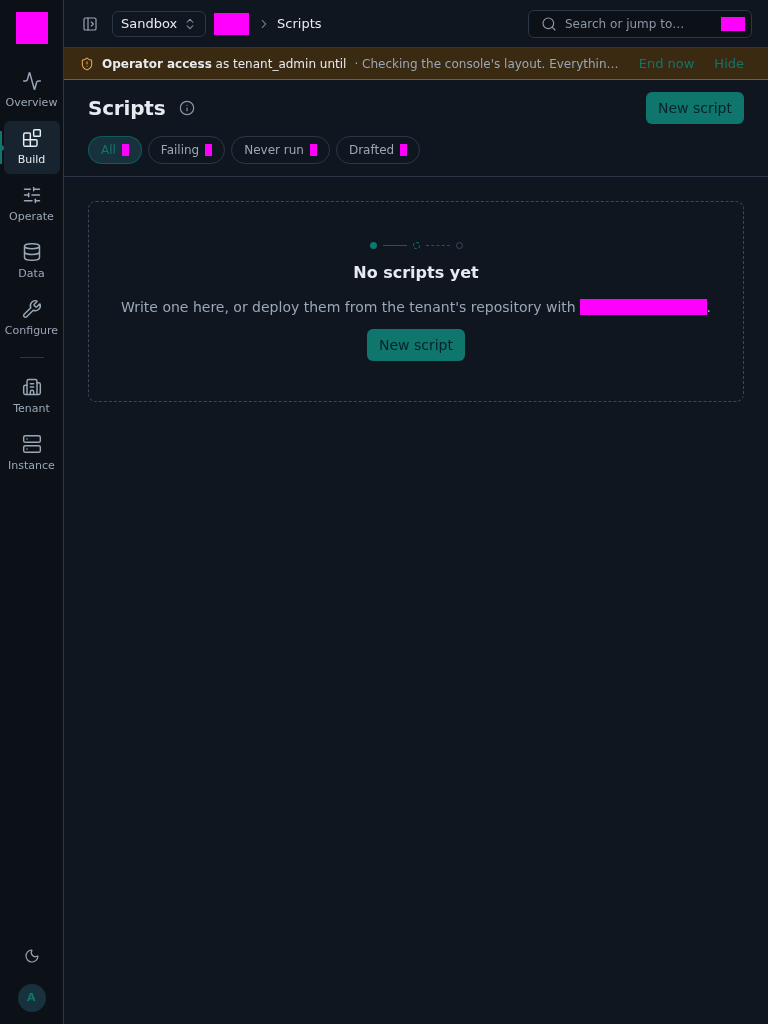 Sandbox
Scripts
Search or jump to…
Operator access as tenant_admin until · Checking the console's layout. Everythin…
End now
Hide
Overview
Build
Operate
Data
Configure
Tenant
Instance
Scripts
New script
All
Failing
Never run
Drafted
No scripts yet
Write one here, or deploy them from the tenant's repository with .
New script
A